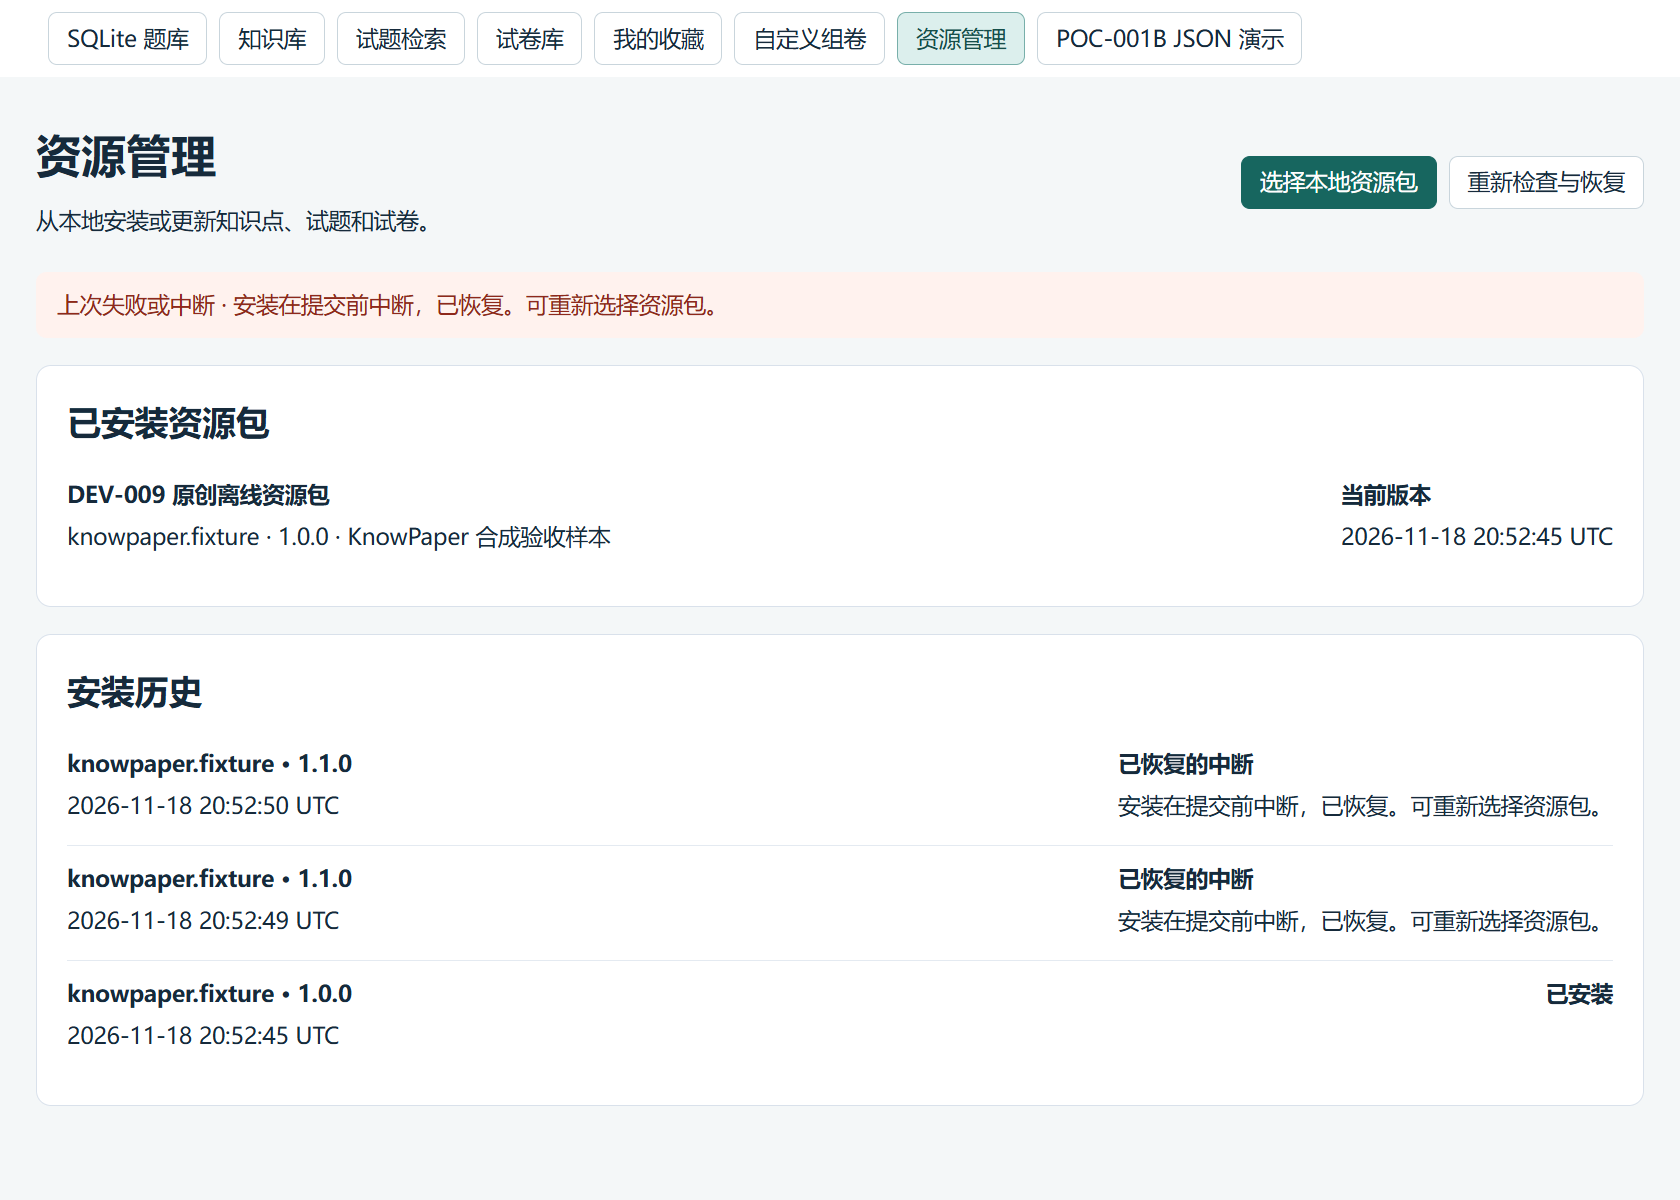 SQLite 题库 知识库 试题检索 试卷库 我的收藏 自定义组卷 资源管理 POC-001B JSON 演示
资源管理
选择本地资源包 重新检查与恢复
从本地安装或更新知识点、试题和试卷。
上次失败或中断 · 安装在提交前中断，已恢复。可重新选择资源包。
已安装资源包
DEV-009 原创离线资源包 当前版本
knowpaper.fixture · 1.0.0 · KnowPaper 合成验收样本 2026-11-18 20:52:45 UTC
安装历史
knowpaper.fixture • 1.1.0 已恢复的中断
2026-11-18 20:52:50 UTC 安装在提交前中断，已恢复。可重新选择资源包。
knowpaper.fixture • 1.1.0 已恢复的中断
2026-11-18 20:52:49 UTC 安装在提交前中断，已恢复。可重新选择资源包。
knowpaper.fixture • 1.0.0 已安装
2026-11-18 20:52:45 UTC